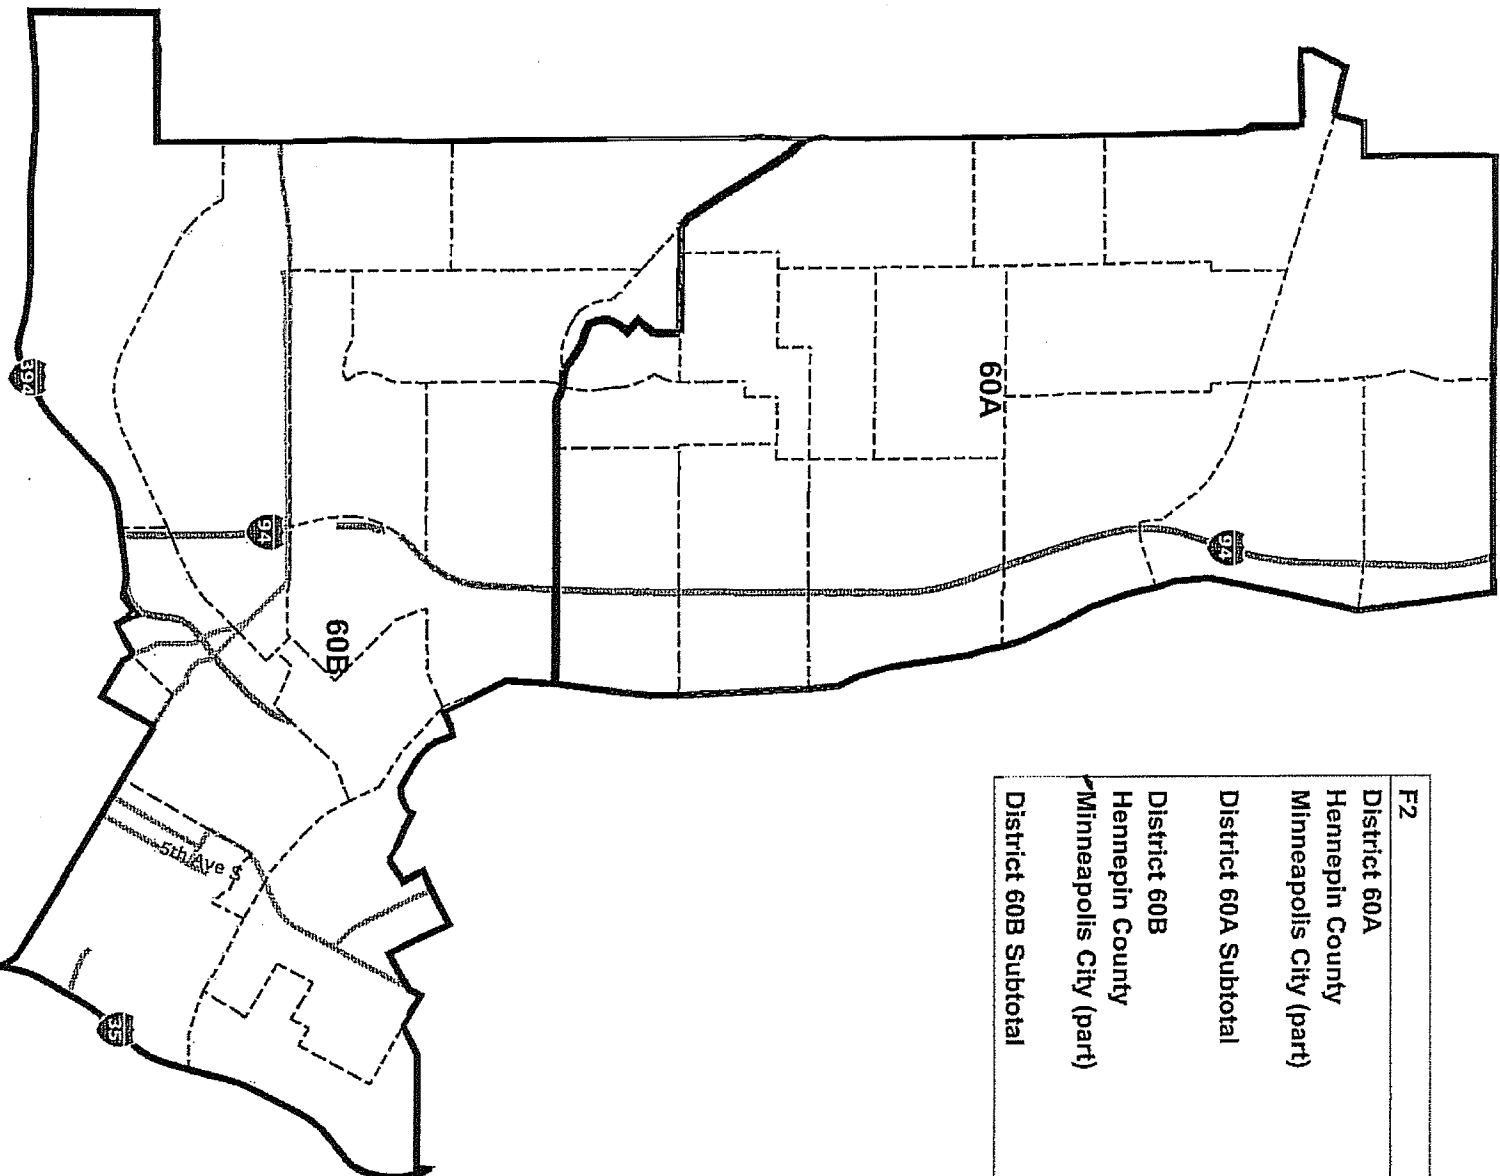 F2
District 60A
Hennepin County
Minneapolis City (part)
District 60A Subtotal
District 60B
Hennepin County
Minneapolis City (part)
District 60B Subtotal
94
60A
94
60B
394
5th Ave S
35